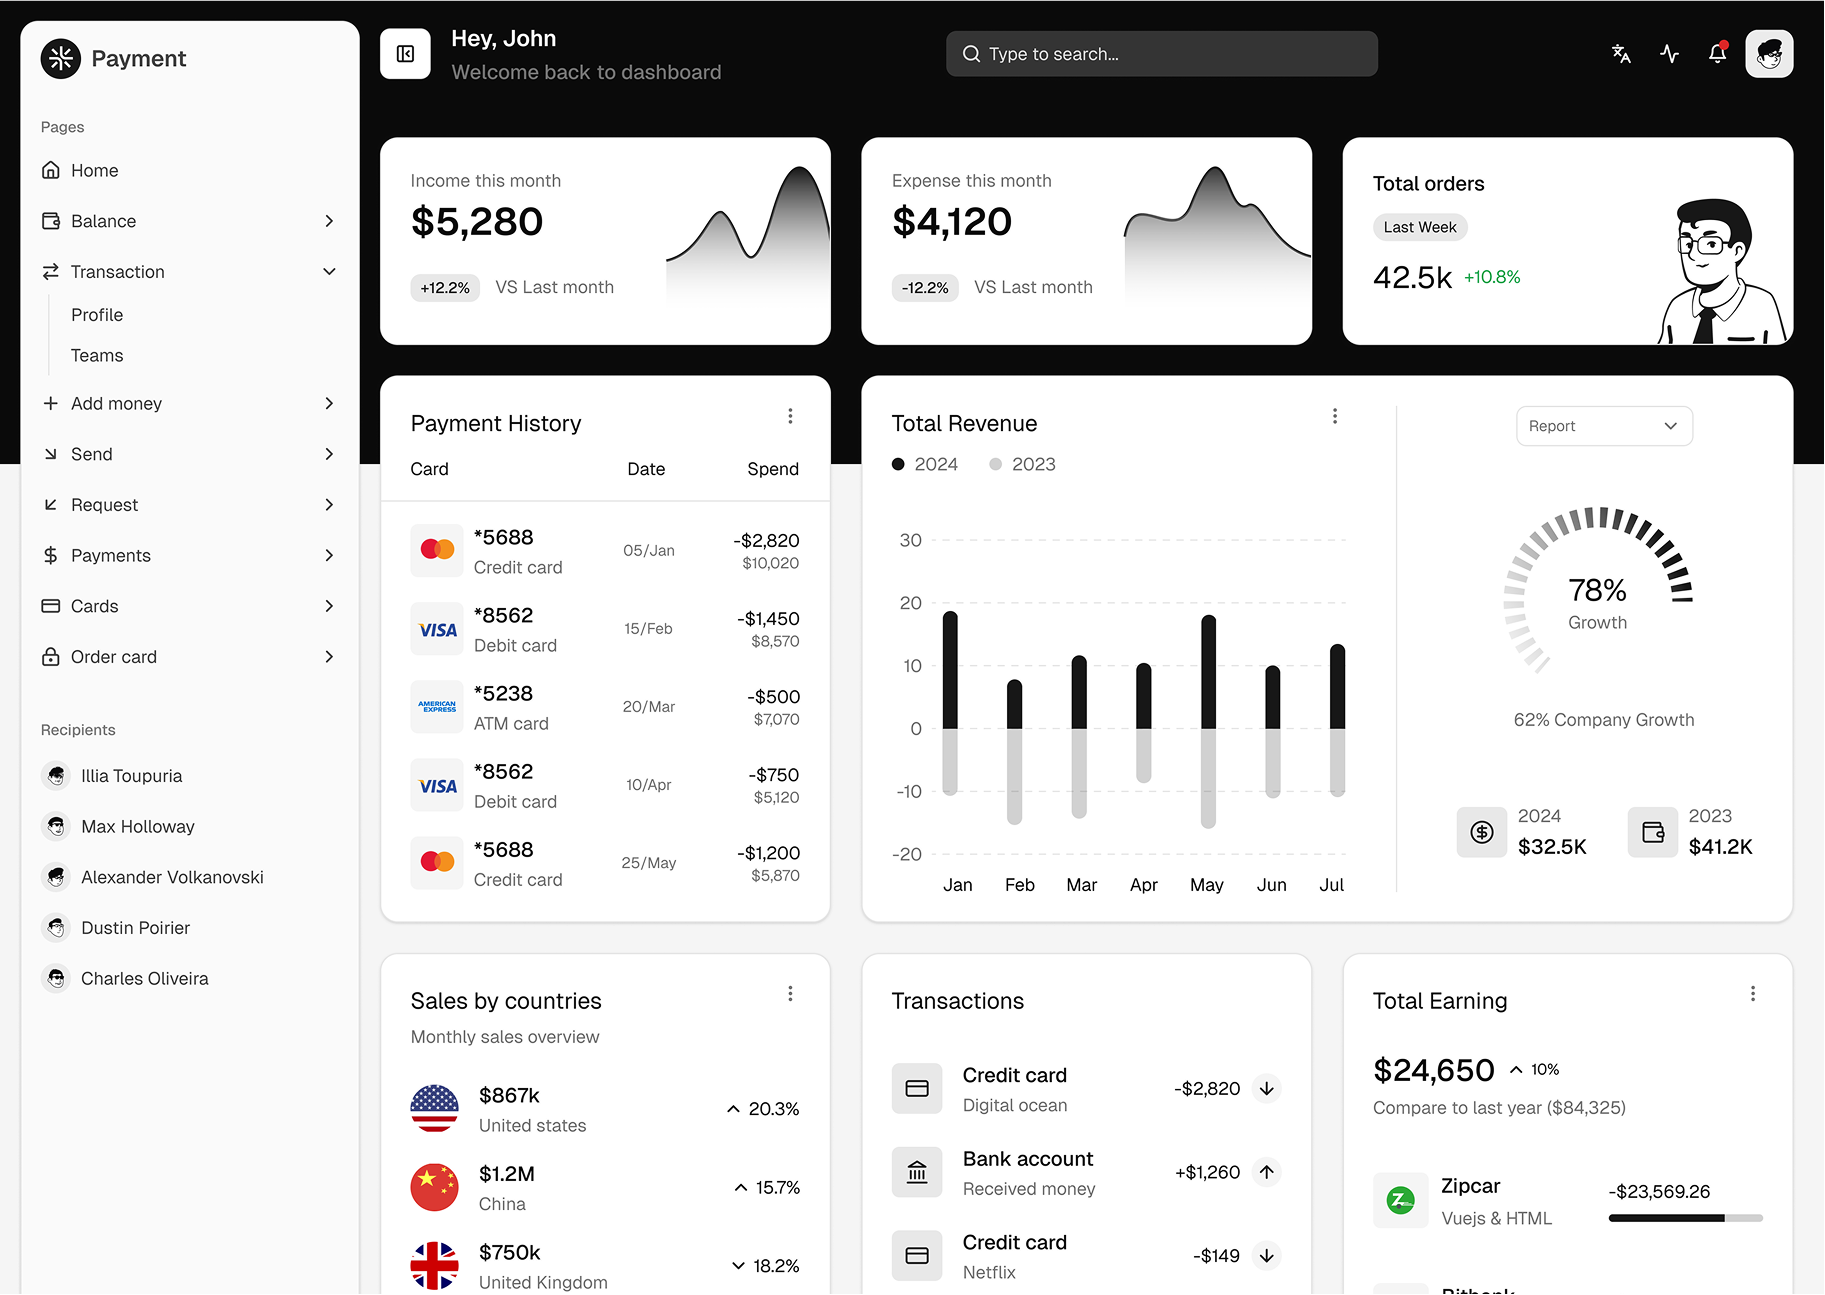 Payment
Pages
Home
Balance
Transaction
Profile
Teams
Add money
Send
Request
Payments
Cards
Order card
Recipients
Illia Toupuria
Max Holloway
Alexander Volkanovski
Dustin Poirier
Charles Oliveira
Hey, John
Welcome back to dashboard
Type to search...
Income this month
$5,280
+12.2% VS Last month
Expense this month
$4,120
-12.2% VS Last month
Total orders
Last Week
42.5k +10.8%
Payment History
Card Date Spend
*5688
Credit card
05/Jan
-$2,820
$10,020
VISA
*8562
Debit card
15/Feb
-$1,450
$8,570
AMERICAN
EXPRESS
*5238
ATM card
20/Mar
-$500
$7,070
VISA
*8562
Debit card
10/Apr
-$750
$5,120
*5688
Credit card
25/May
-$1,200
$5,870
Total Revenue
2024 2023
30
20
10
0
-10
-20
Jan Feb Mar Apr May Jun Jul
Report
78%
Growth
62% Company Growth
2024
$32.5K
2023
$41.2K
Sales by countries
Monthly sales overview
$867k
United states
20.3%
$1.2M
China
15.7%
$750k
United Kingdom
18.2%
Transactions
Credit card
Digital ocean
-$2,820
Bank account
Received money
+$1,260
Credit card
Netflix
-$149
Total Earning
$24,650 10%
Compare to last year ($84,325)
Z
Zipcar
Vuejs & HTML
-$23,569.26